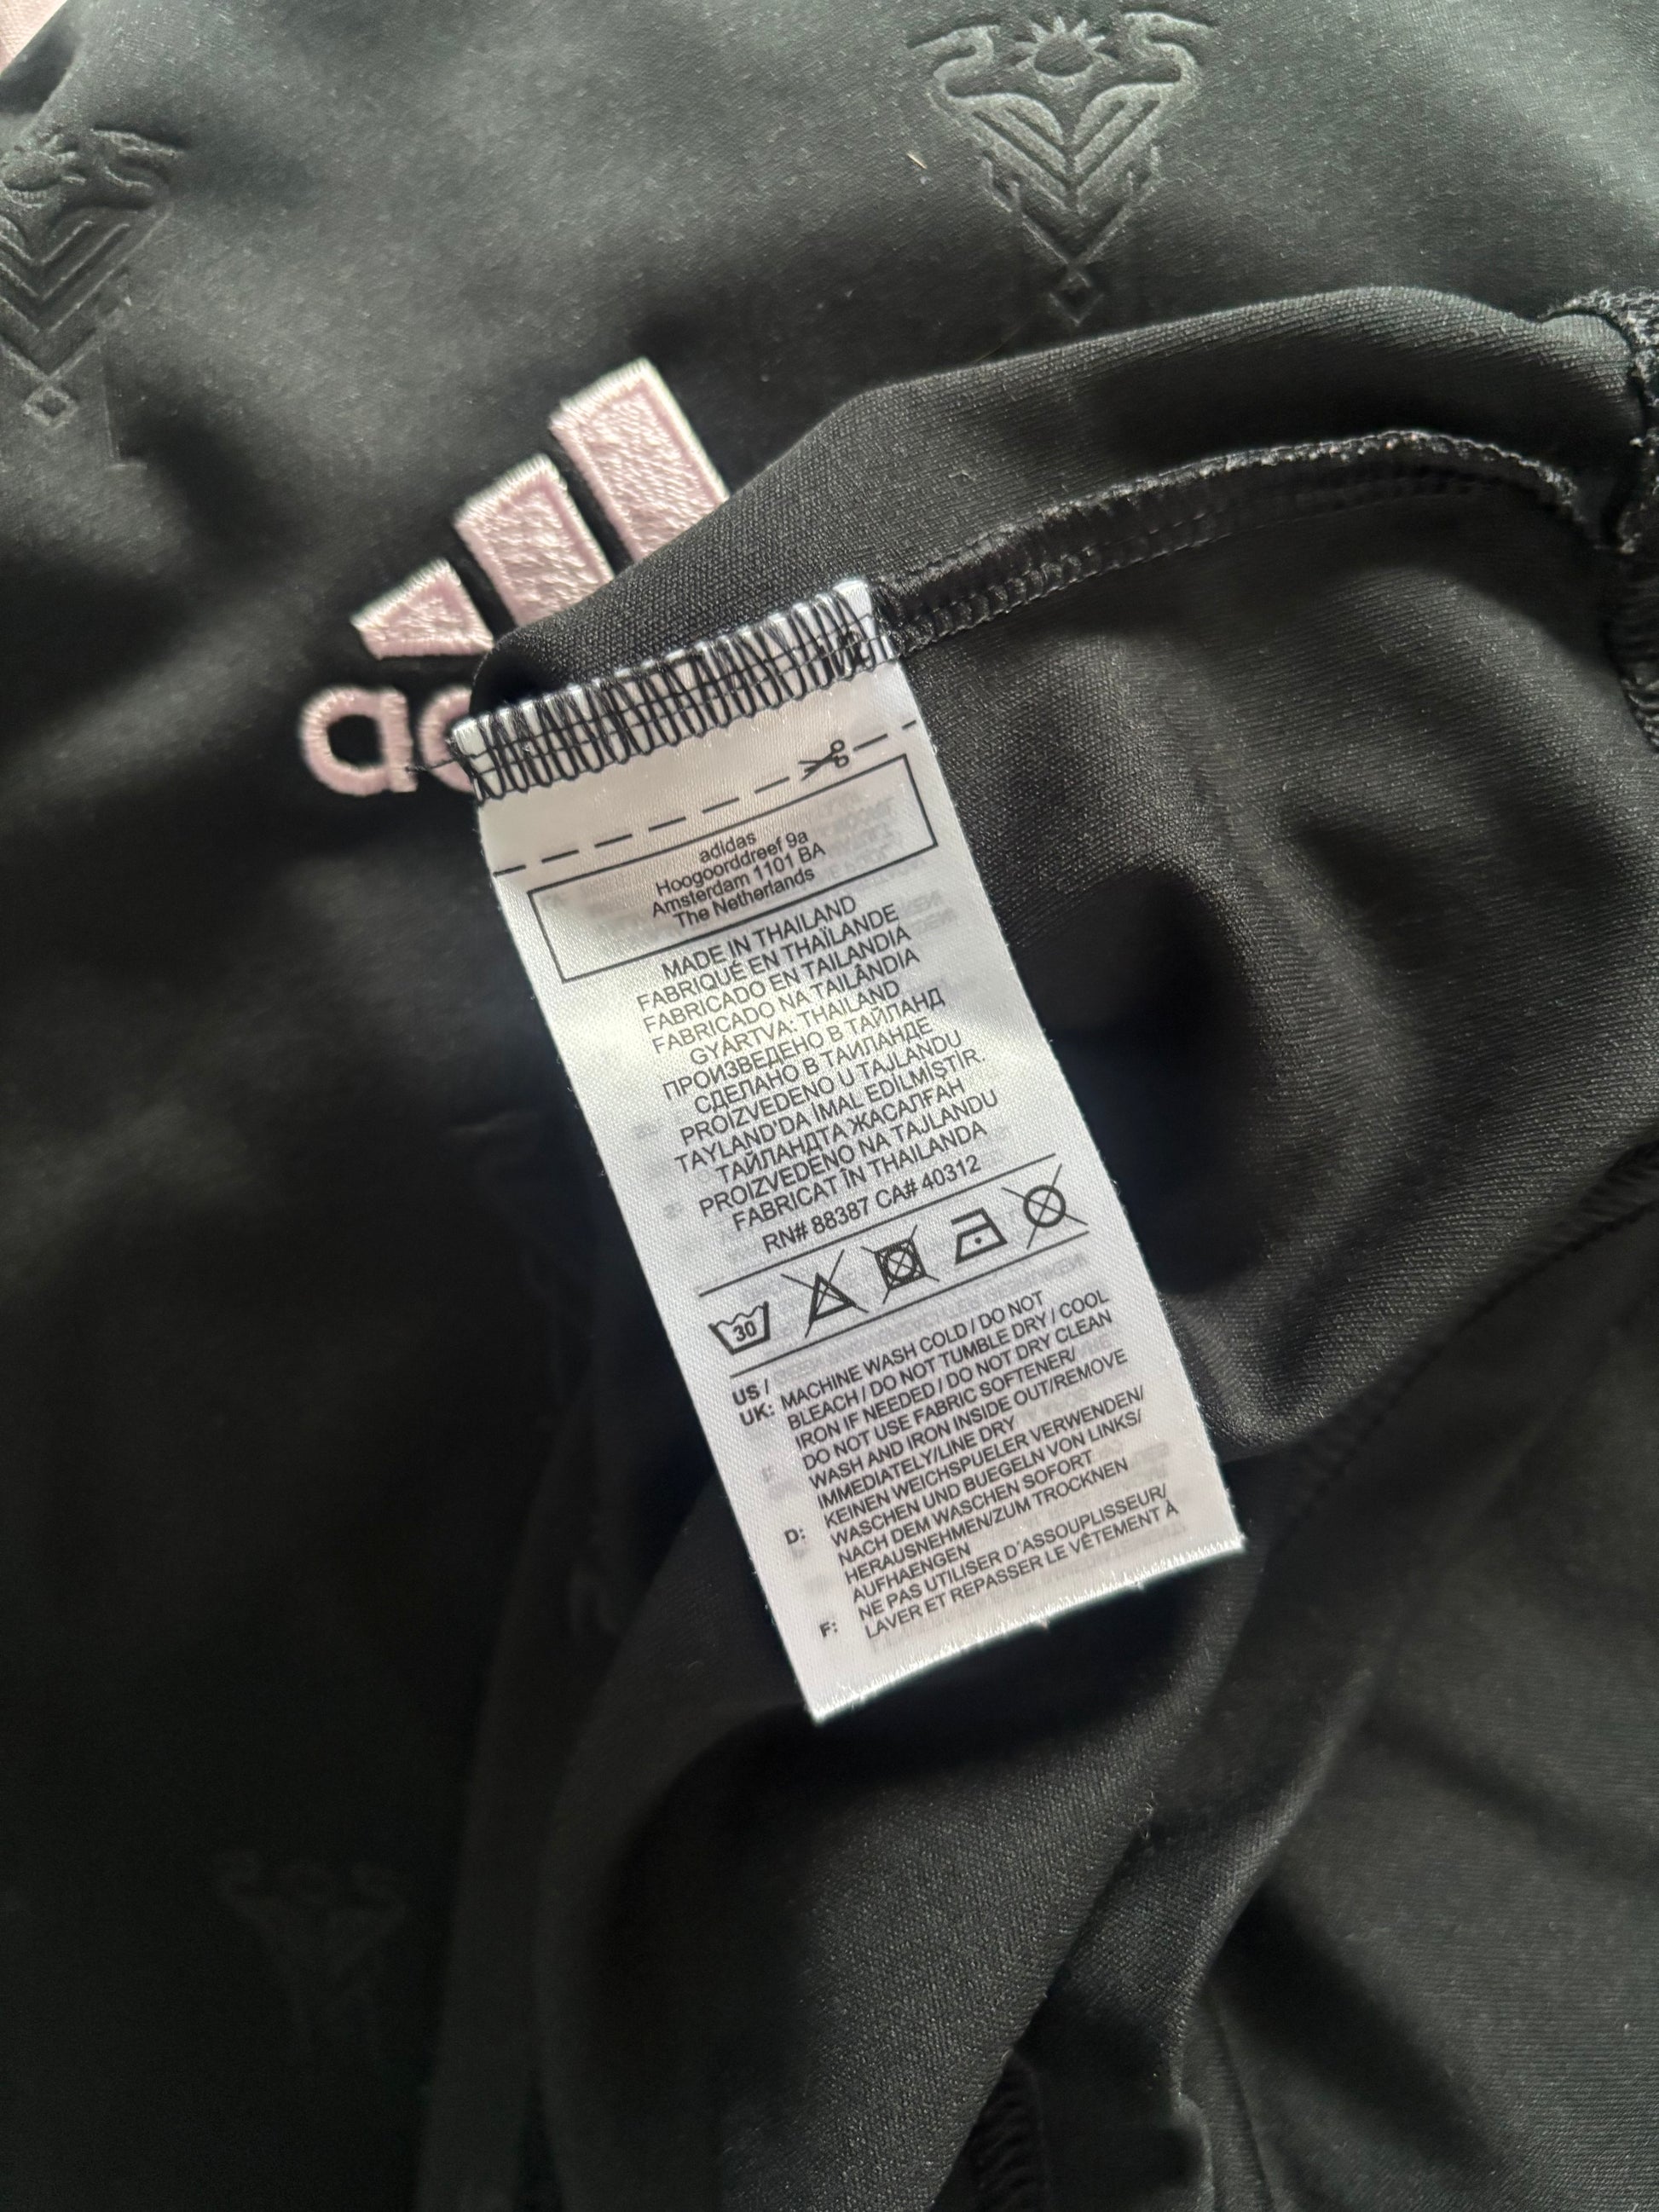 adidas
Hoogoorddreef 9a
Amsterdam 1101 BA
The Netherlands
MADE IN THAILAND
FABRIQUÉ EN THAÏLANDE
FABRICADO EN TAILANDIA
FABRICADO NA TAILÂNDIA
GYÁRTVA: THAILAND
ПРОИЗВЕДЕНО В ТАЙЛАНД
СДЕЛАНО В ТАИЛАНДЕ
PROIZVEDENO U TAJLANDU
TAYLAND'DA İMAL EDİLMİŞTİR.
ТАЙЛАНДТА ЖАСАЛҒАН
PROIZVEDENO NA TAJLANDU
FABRICAT ÎN THAILANDA
RN# 88387 CA# 40312
30
US / MACHINE WASH COLD / DO NOT
UK: BLEACH / DO NOT TUMBLE DRY / COOL
IRON IF NEEDED / DO NOT DRY CLEAN
DO NOT USE FABRIC SOFTENER/
WASH AND IRON INSIDE OUT/REMOVE
IMMEDIATELY/LINE DRY
D: KEINEN WEICHSPUELER VERWENDEN/
WASCHEN UND BUEGELN VON LINKS/
NACH DEM WASCHEN SOFORT
HERAUSNEHMEN/ZUM TROCKNEN
AUFHAENGEN
F: NE PAS UTILISER D'ASSOUPLISSEUR/
LAVER ET REPASSER LE VÊTEMENT À